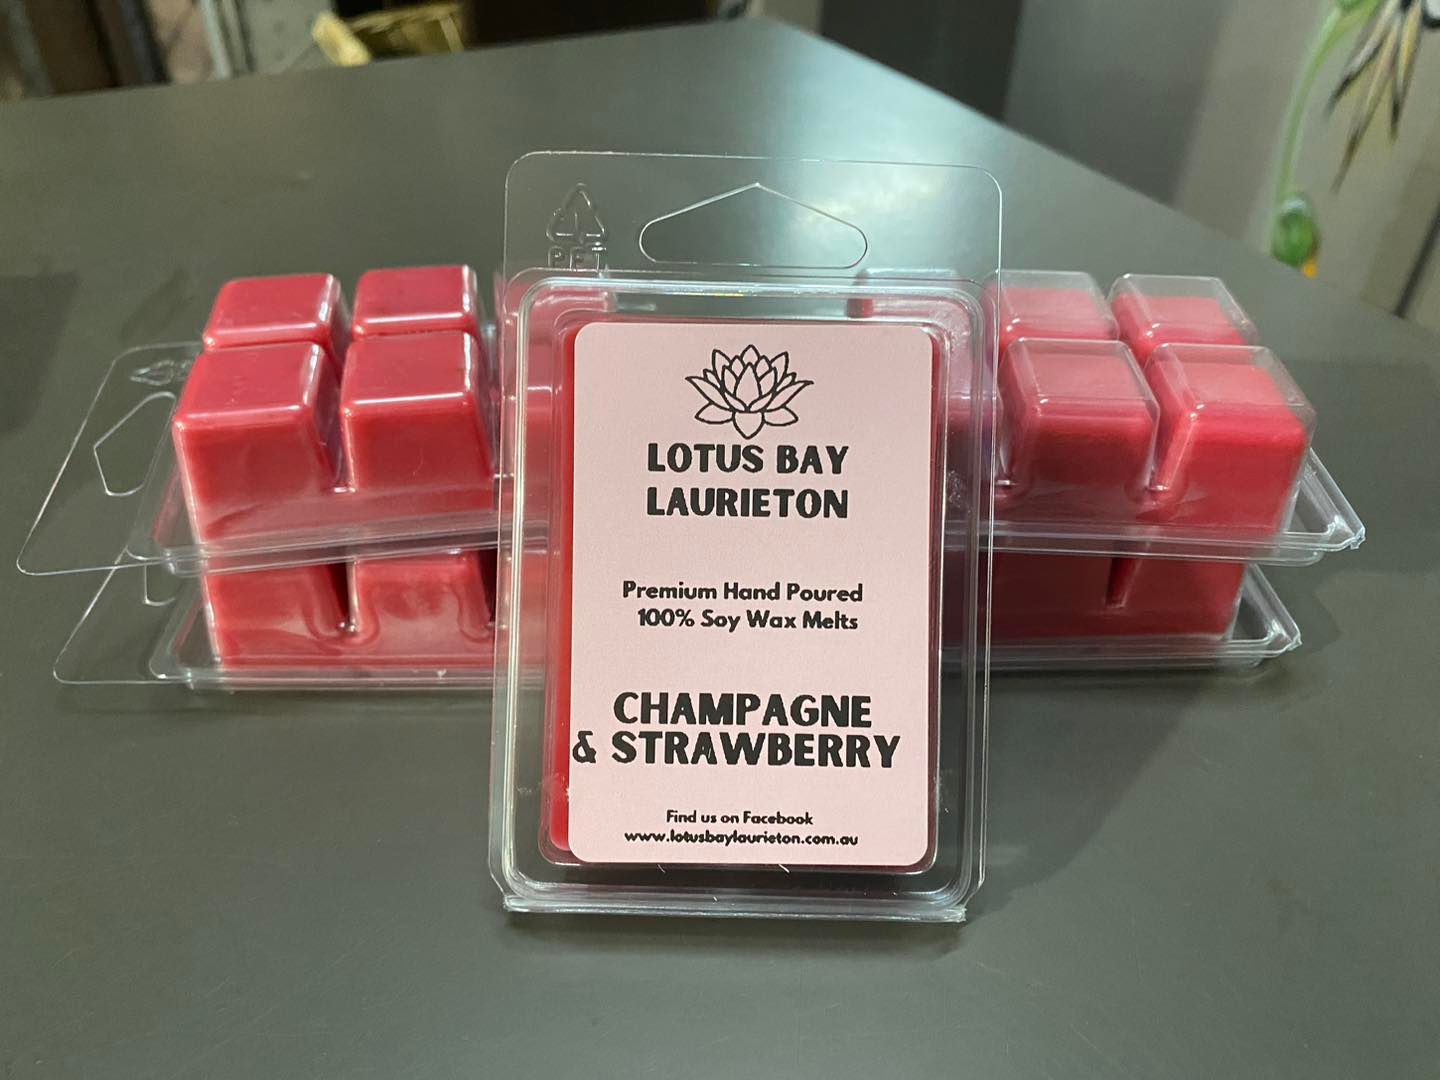 PET
LOTUS BAY
LAURIETON
Premium Hand Poured
100% Soy Wax Melts
CHAMPAGNE
& STRAWBERRY
Find us on Facebook
www.lotusbaylaurieton.com.au